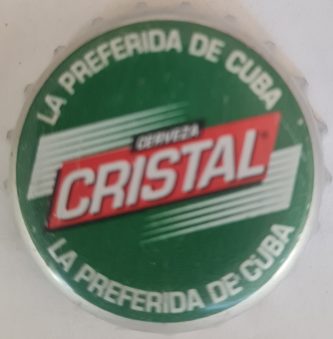 LA PREFERIDA DE CUBA
CERVEZA
CRISTAL
LA PREFERIDA DE CUBA